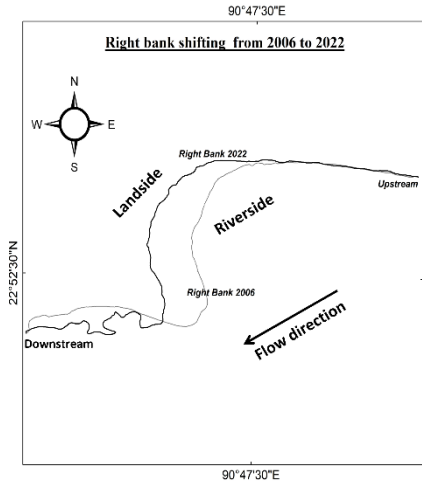 90°47'30"E
Right bank shifting from 2006 to 2022
N
W
E
S
Right Bank 2022
Upstream
Landside
Riverside
22°52'30"N
Right Bank 2006
Flow direction
Downstream
90°47'30"E